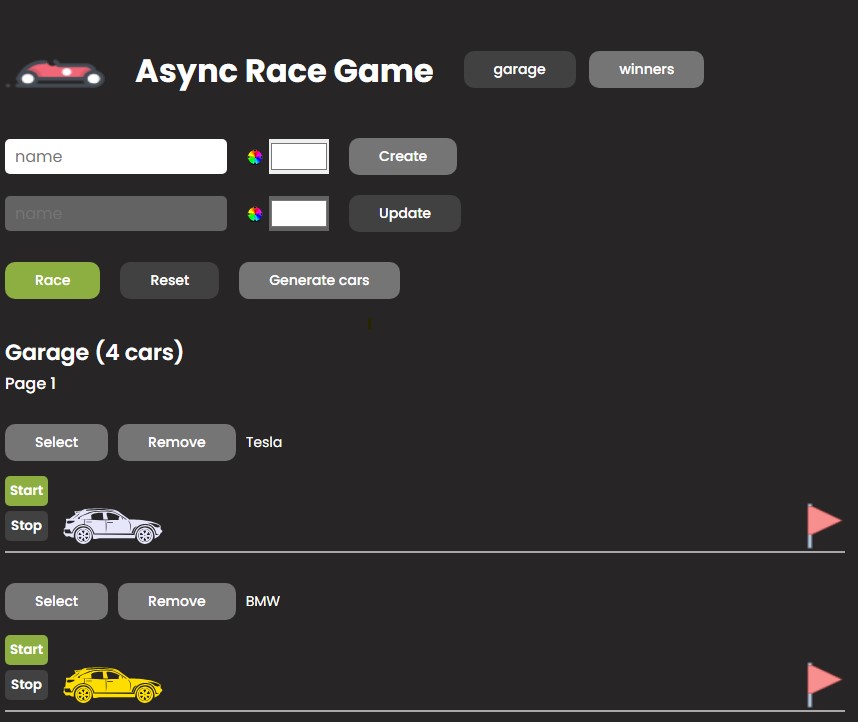 Async Race Game garage winners
name Create
name Update
Race Reset Generate cars
Garage (4 cars)
Page 1
Select Remove Tesla
Start
Stop
Select Remove BMW
Start
Stop